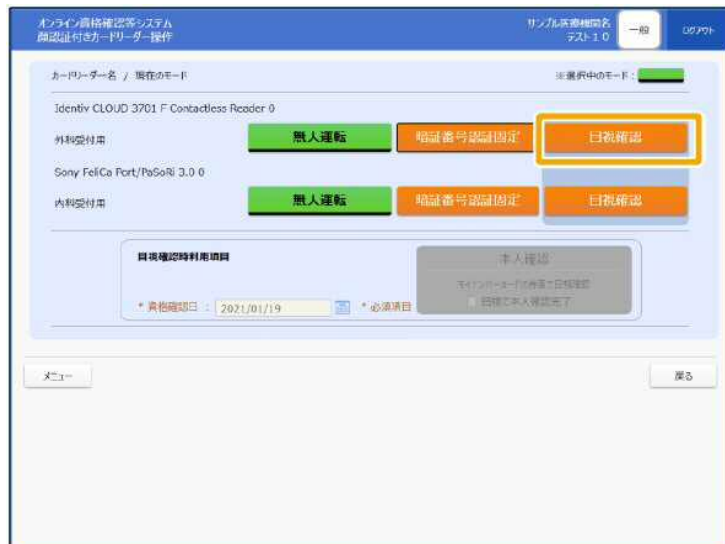 オンライン資格確認等システム
顔認証付きカードリーダー操作
サンプル医療機関名
テスト10
一般
ログアウト
カードリーダー名 / 現在のモード
※選択中のモード:
Identiv CLOUD 3701 F Contactless Reader 0
外科受付用
無人運転
暗証番号認証固定
目視確認
Sony FeliCa Port/PaSoRi 3.0 0
内科受付用
無人運転
暗証番号認証固定
目視確認
目視確認時利用項目
本人確認
マイナンバーカードの券面で目視確認
目視で本人確認完了
* 資格確認日 : 2021/01/19
* 必須項目
メニュー
戻る